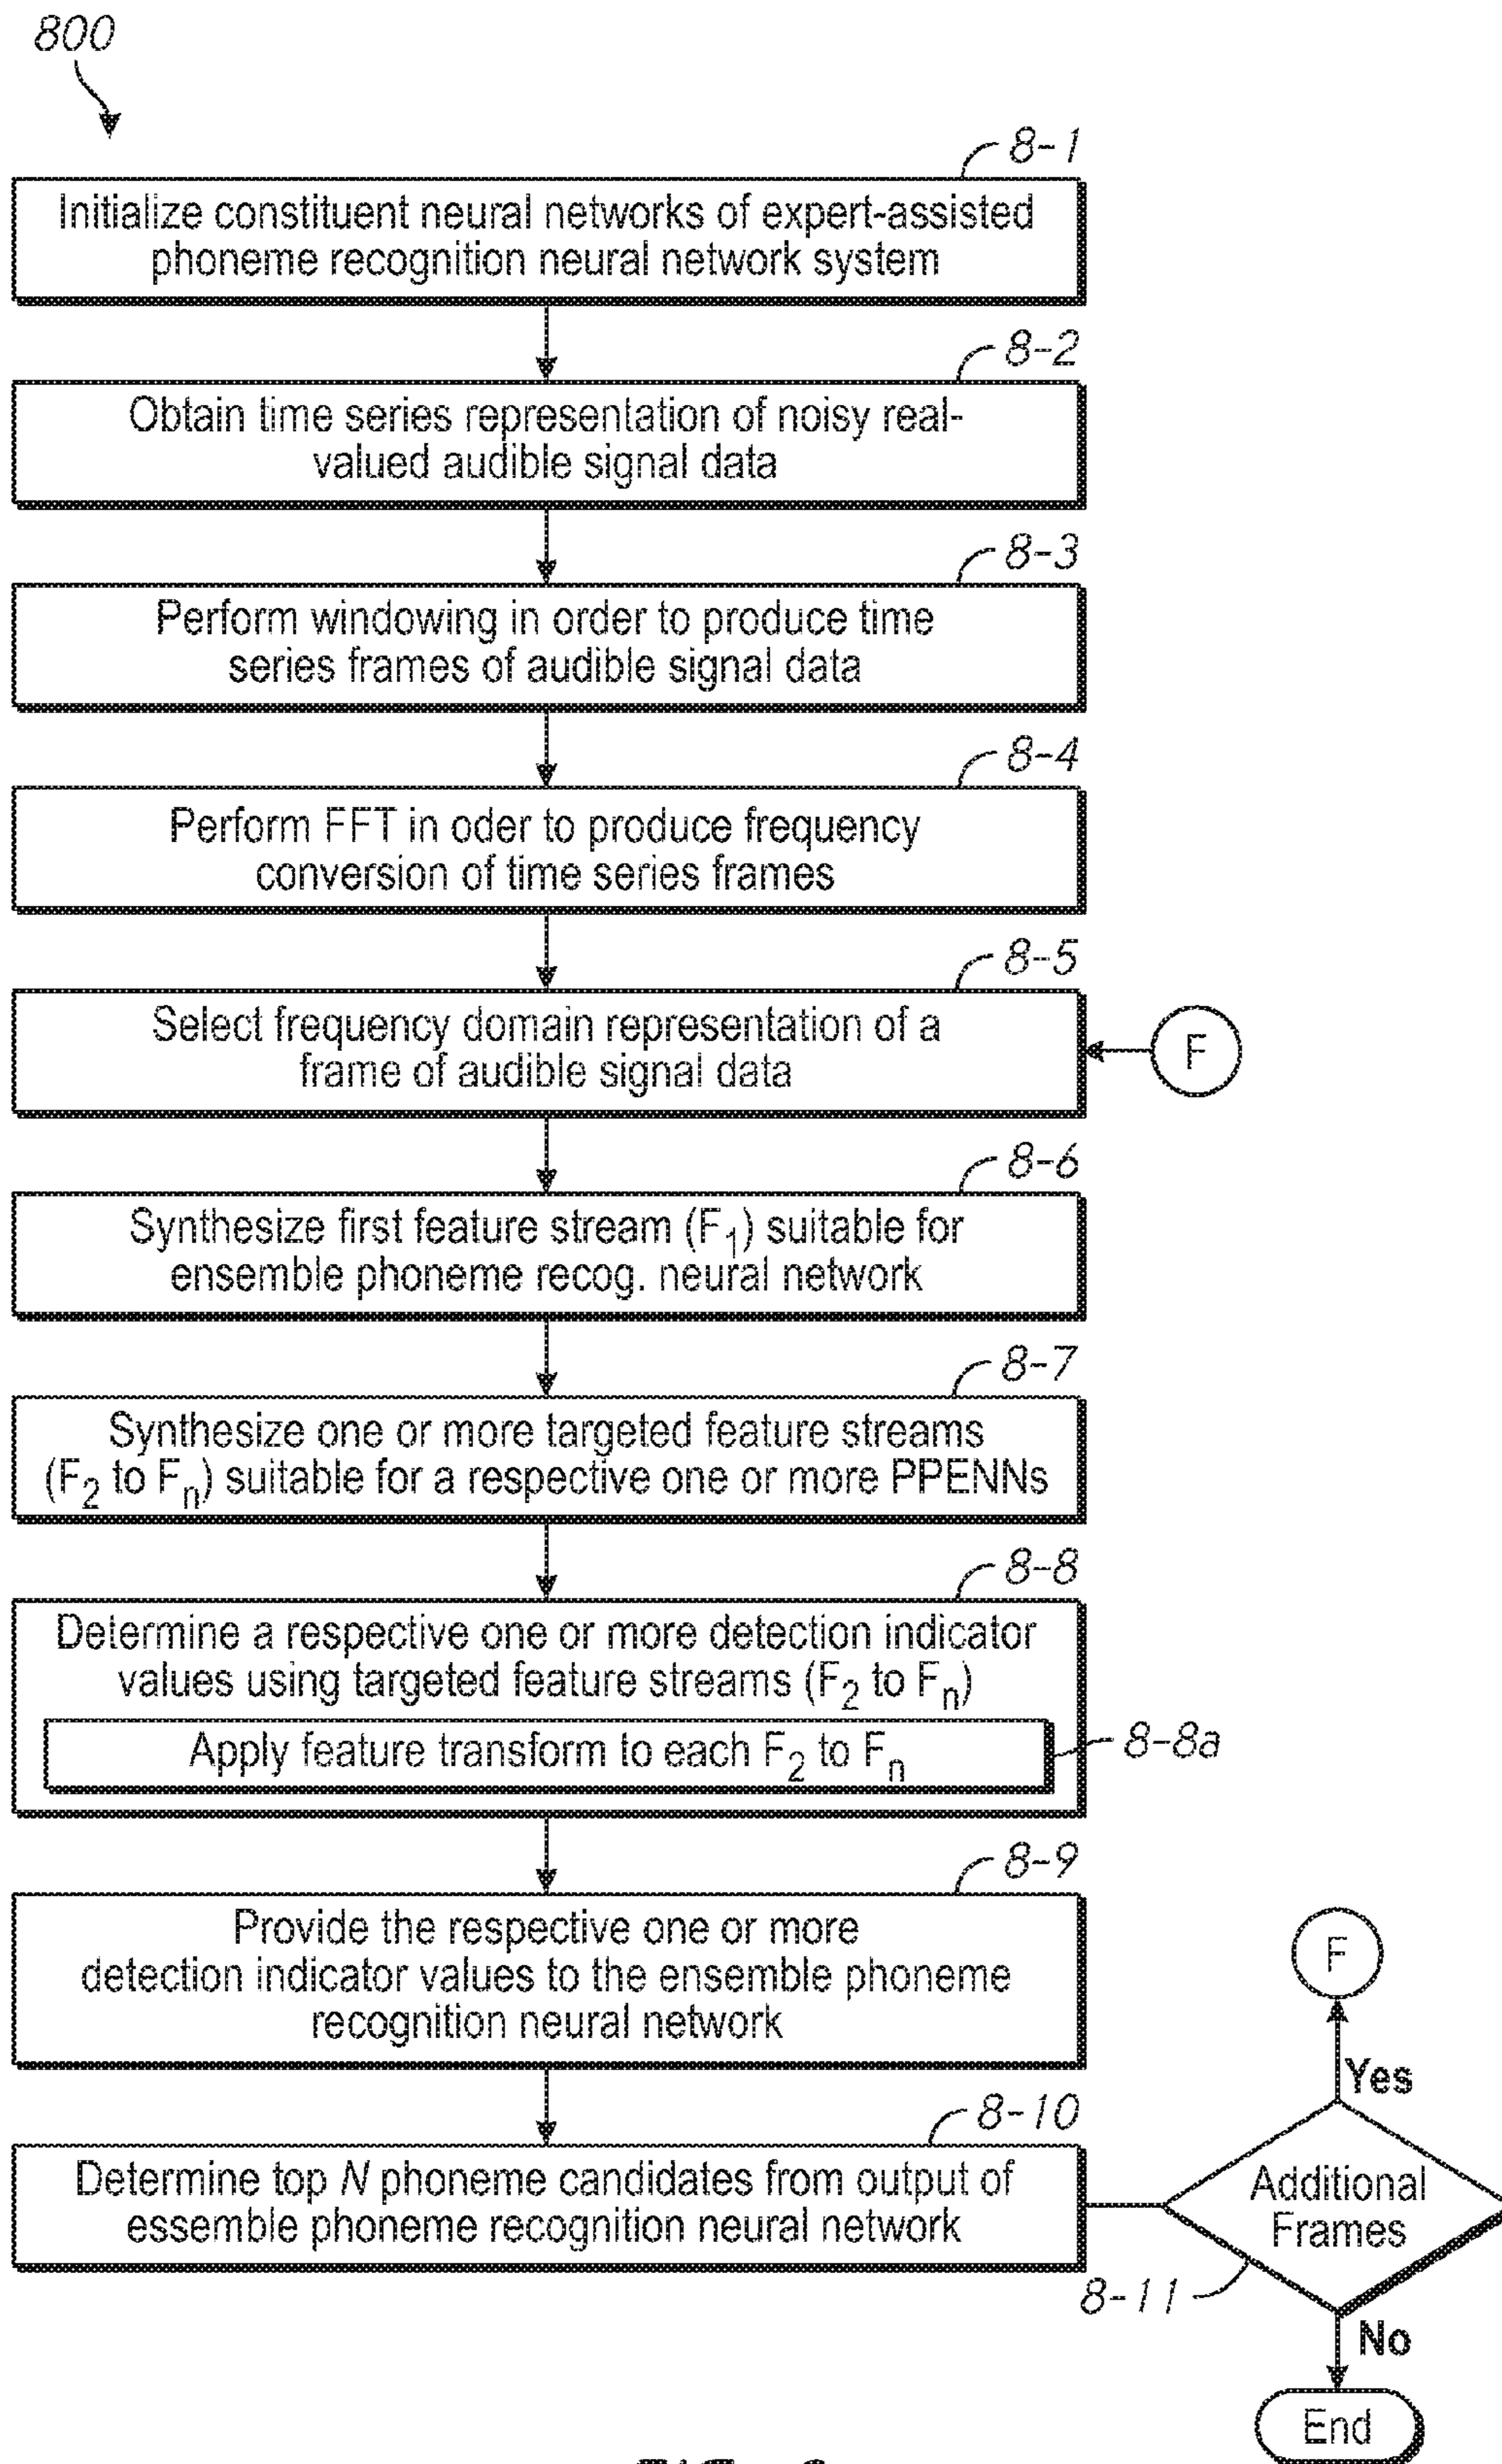 800
8-1
Initialize constituent neural networks of expert-assisted
phoneme recognition neural network system
8-2
Obtain time series representation of noisy real-
valued audible signal data
8-3
Perform windowing in order to produce time
series frames of audible signal data
8-4
Perform FFT in oder to produce frequency
conversion of time series frames
8-5
Select frequency domain representation of a
frame of audible signal data
F
8-6
Synthesize first feature stream (F1) suitable for
ensemble phoneme recog. neural network
8-7
Synthesize one or more targeted feature streams
(F2 to Fn) suitable for a respective one or more PPENNs
8-8
Determine a respective one or more detection indicator
values using targeted feature streams (F2 to Fn)
Apply feature transform to each F2 to Fn
8-8a
8-9
Provide the respective one or more
detection indicator values to the ensemble phoneme
recognition neural network
F
Yes
8-10
Determine top N phoneme candidates from output of
essemble phoneme recognition neural network
Additional
Frames
8-11
No
End